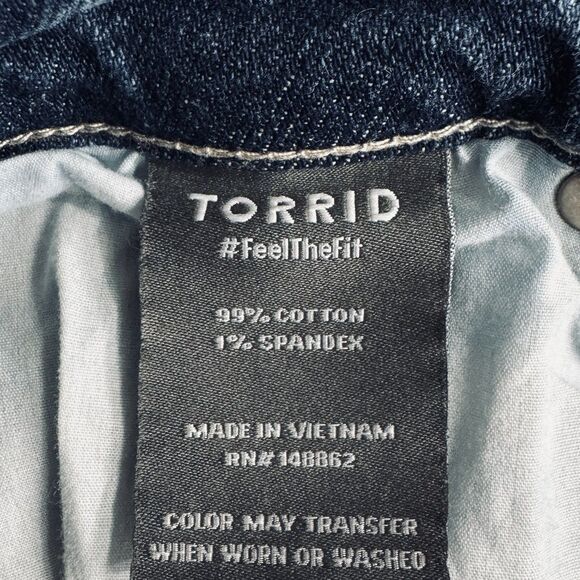 TORRID
#FeelTheFit
99% COTTON
1% SPANDEX
MADE IN VIETNAM
RN# 148862
COLOR MAY TRANSFER
WHEN WORN OR WASHED